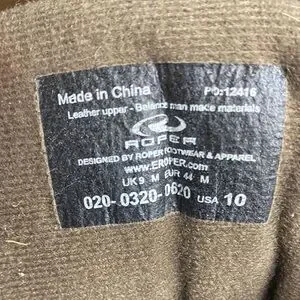 Made in China PO:12416
Leather upper - Balance man made materials
ROPER
DESIGNED BY ROPER FOOTWEAR & APPAREL
www.EROPER.com
UK 9 M EUR 44 M
020-0320-0620 USA 10